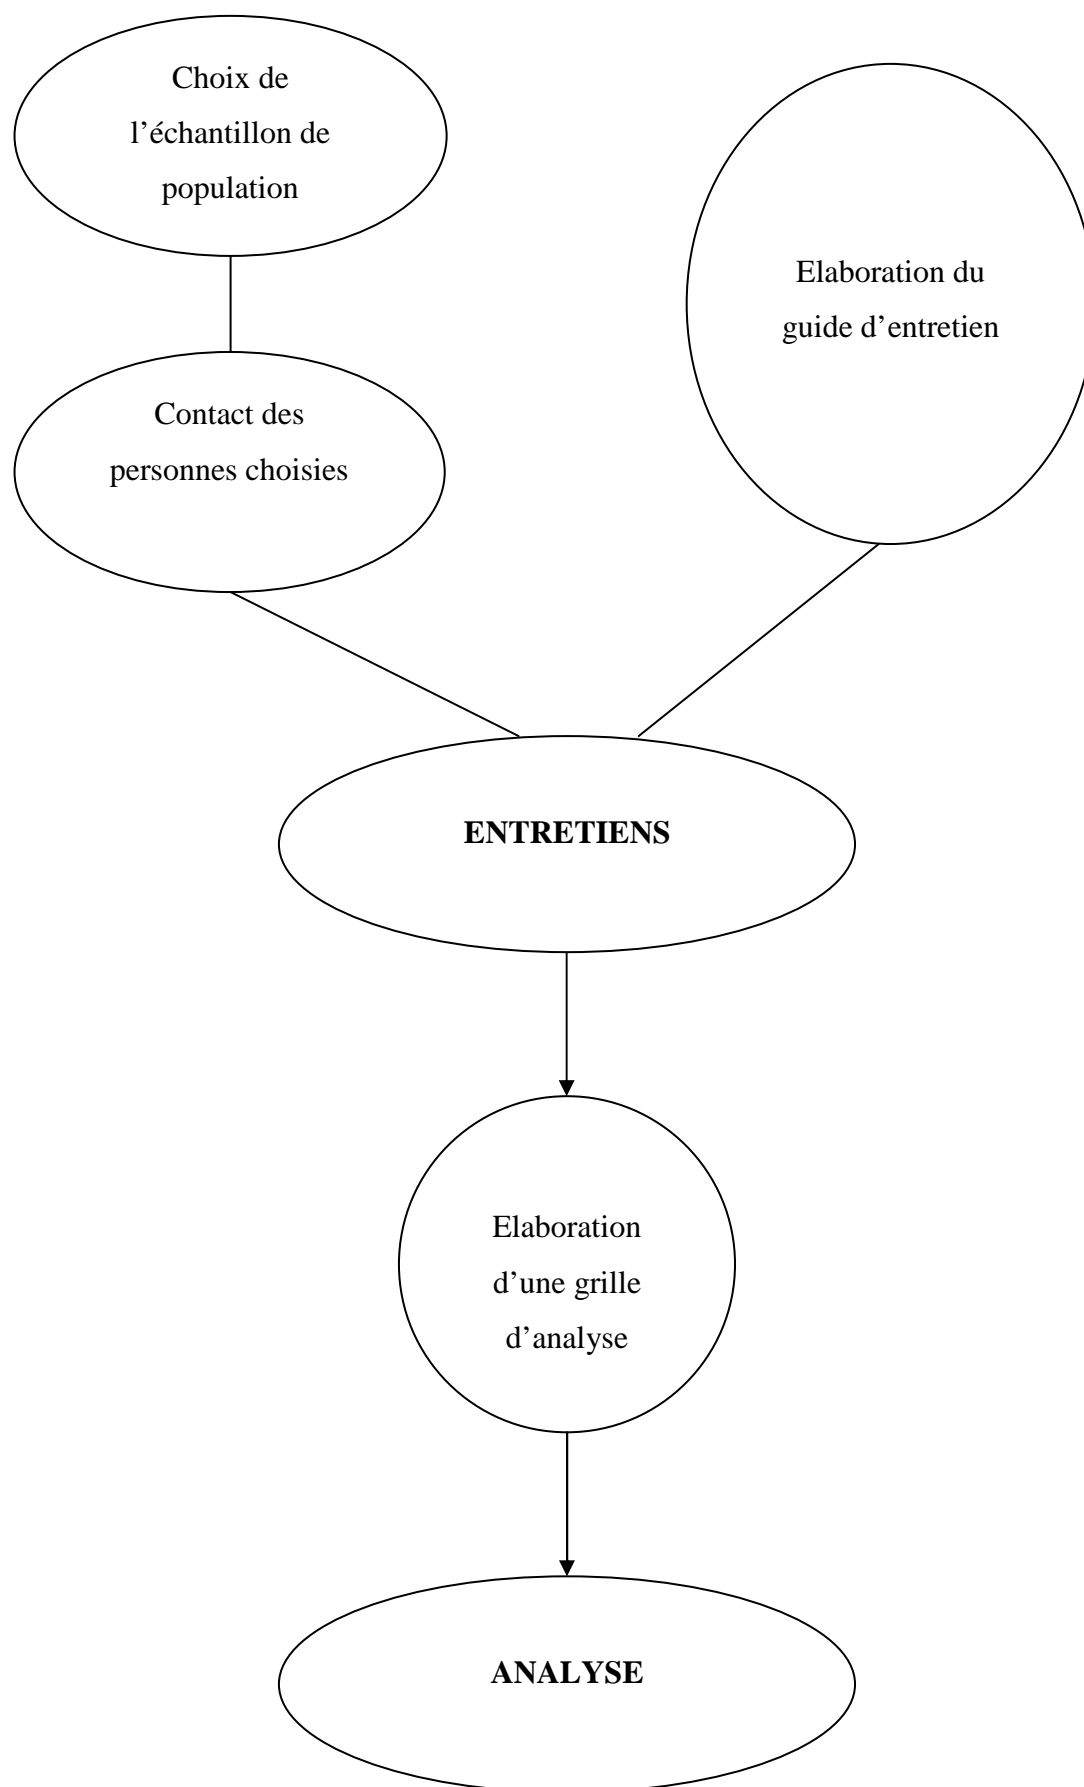 Choix de
l’échantillon de
population
Elaboration du
guide d’entretien
Contact des
personnes choisies
ENTRETIENS
Elaboration
d’une grille
d’analyse
ANALYSE